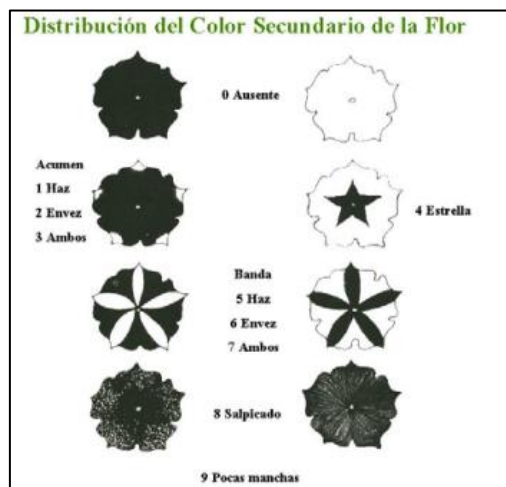 Distribución del Color Secundario de la Flor
0 Ausente
Acumen
1 Haz
2 Envez
3 Ambos
4 Estrella
Banda
5 Haz
6 Envez
7 Ambos
8 Salpicado
9 Pocas manchas